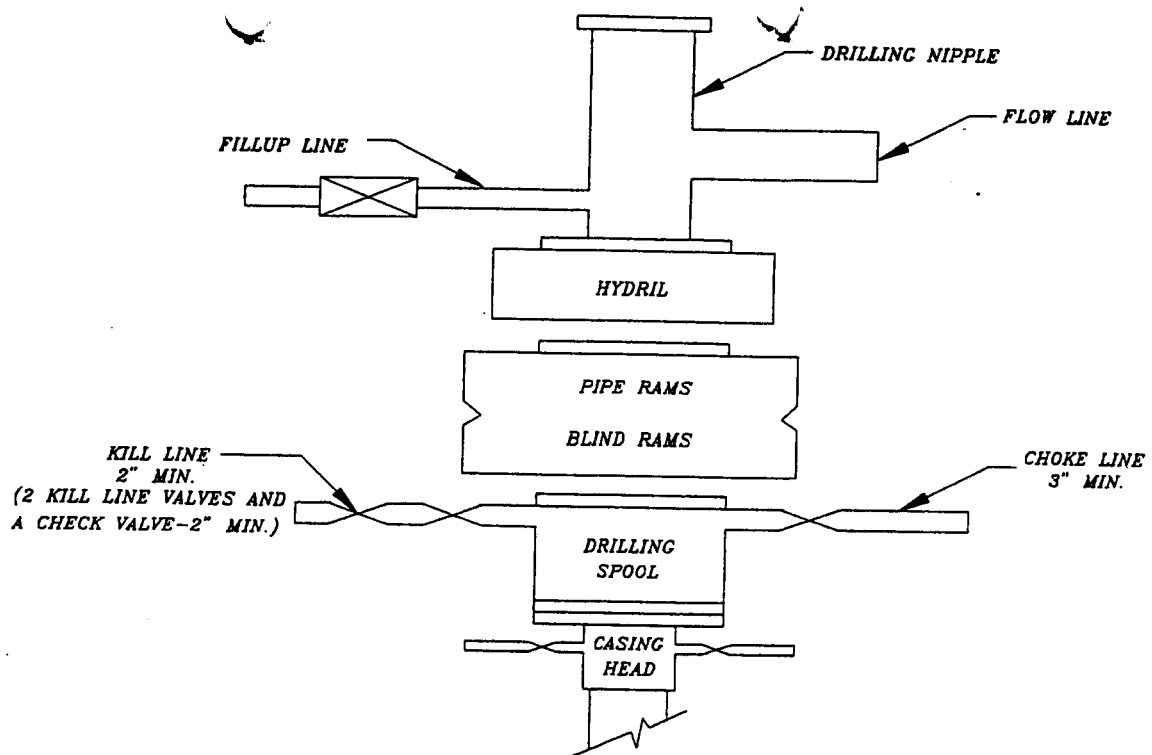 DRILLING NIPPLE
FLOW LINE
FILLUP LINE
HYDRIL
PIPE RAMS
BLIND RAMS
KILL LINE
2" MIN.
(2 KILL LINE VALVES AND
A CHECK VALVE-2" MIN.)
CHOKE LINE
3" MIN.
DRILLING
SPOOL
CASING
HEAD